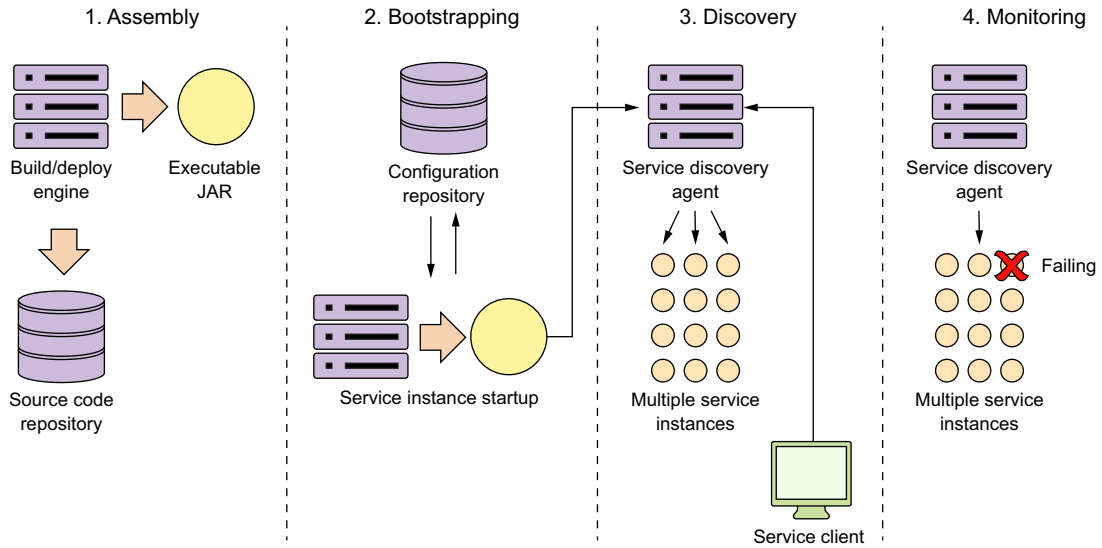 1. Assembly
2. Bootstrapping
3. Discovery
4. Monitoring
Build/deploy
engine
Executable
JAR
Source code
repository
Configuration
repository
Service instance startup
Service discovery
agent
Multiple service
instances
Service client
Service discovery
agent
Failing
Multiple service
instances